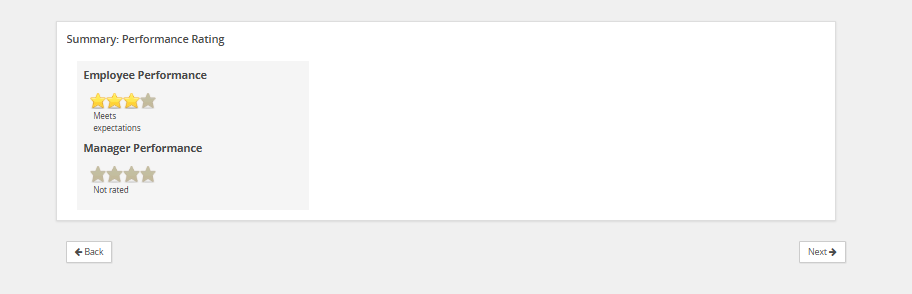 Summary: Performance Rating
Employee Performance
Meets
expectations
Manager Performance
Not rated
Back
Next